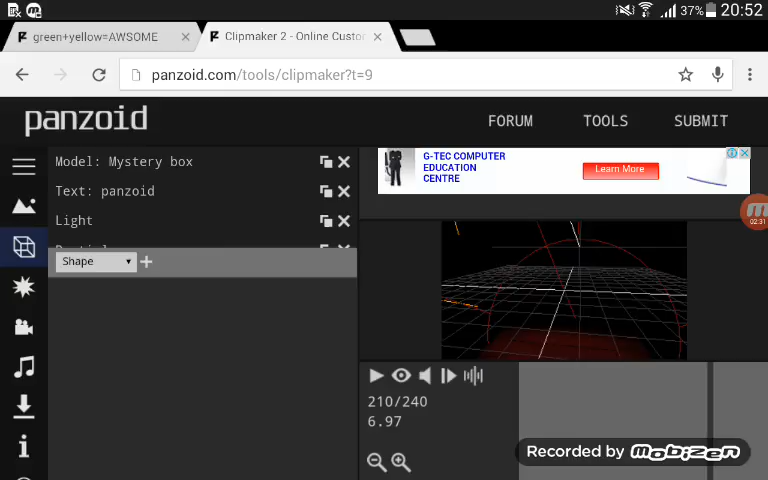 37% 20:52
green+yellow=AWSOME
Clipmaker 2 - Online Custo
panzoid.com/tools/clipmaker?t=9
panzoid
FORUM TOOLS SUBMIT
Model: Mystery box
Text: panzoid
Light
Shape
G-TEC COMPUTER
EDUCATION
CENTRE
Learn More
02:31
210/240
6.97
Recorded by mobizen